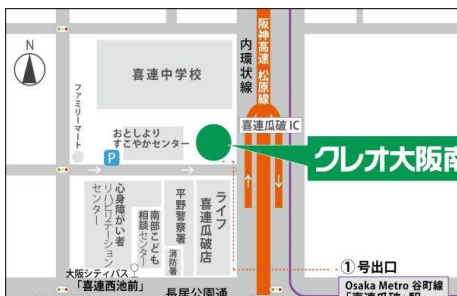 N
喜連中学校
ファミリーマート
おとしより
すこやかセンター
P
内環状線
阪神高速 松原線
喜連瓜破 IC
クレオ大阪南
心身障がい者
リハビリテーション
センター
南部こども
相談センター
平野警察署
消防署
ライフ
喜連瓜破店
大阪シティバス
「喜連西池前」
長居公園通
①号出口
Osaka Metro 谷町線